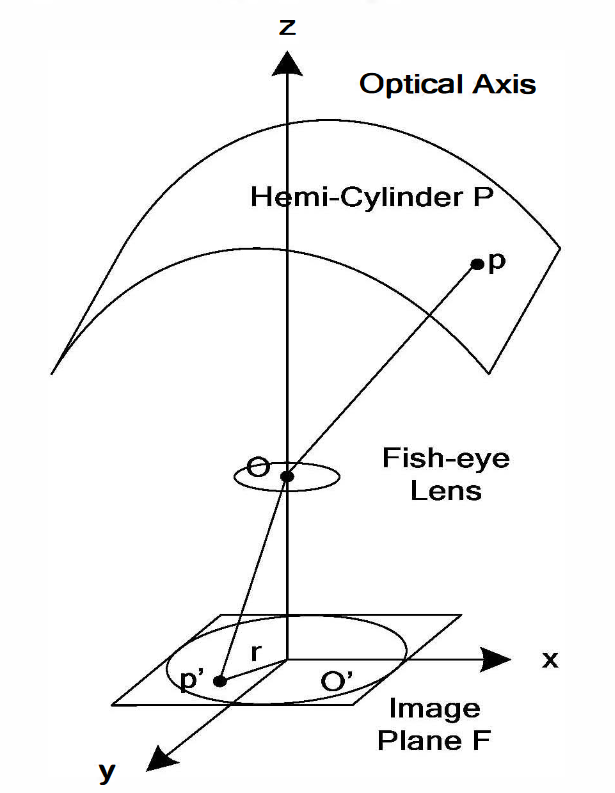 z
Optical Axis
Hemi-Cylinder P
p
O
Fish-eye
Lens
r
x
p’
O’
Image
Plane F
y